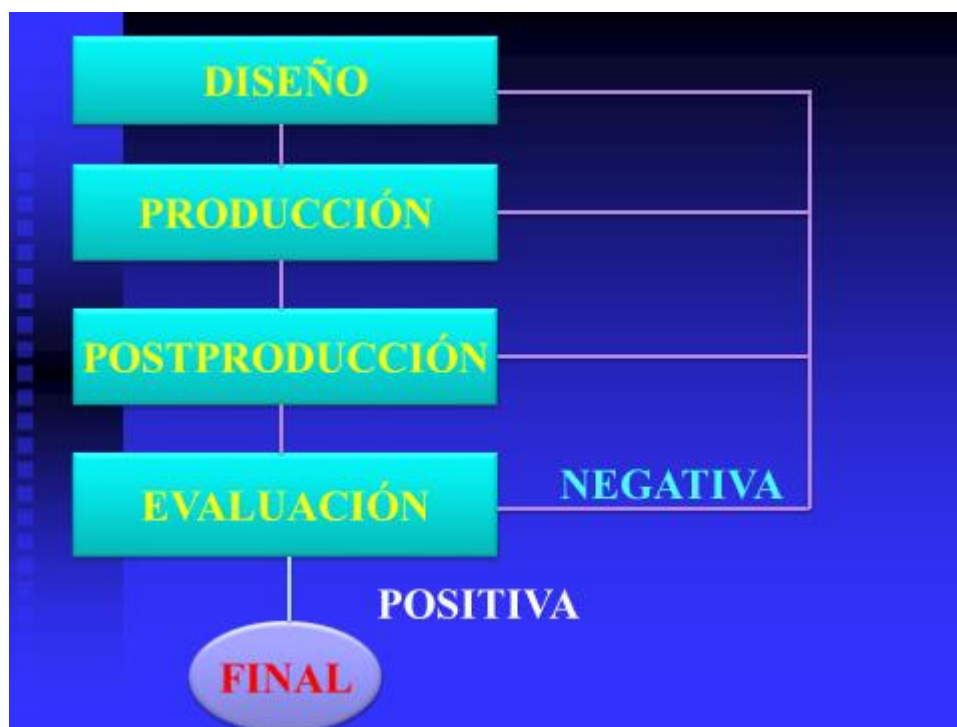 DISEÑO
PRODUCCIÓN
POSTPRODUCCIÓN
EVALUACIÓN
NEGATIVA
POSITIVA
FINAL